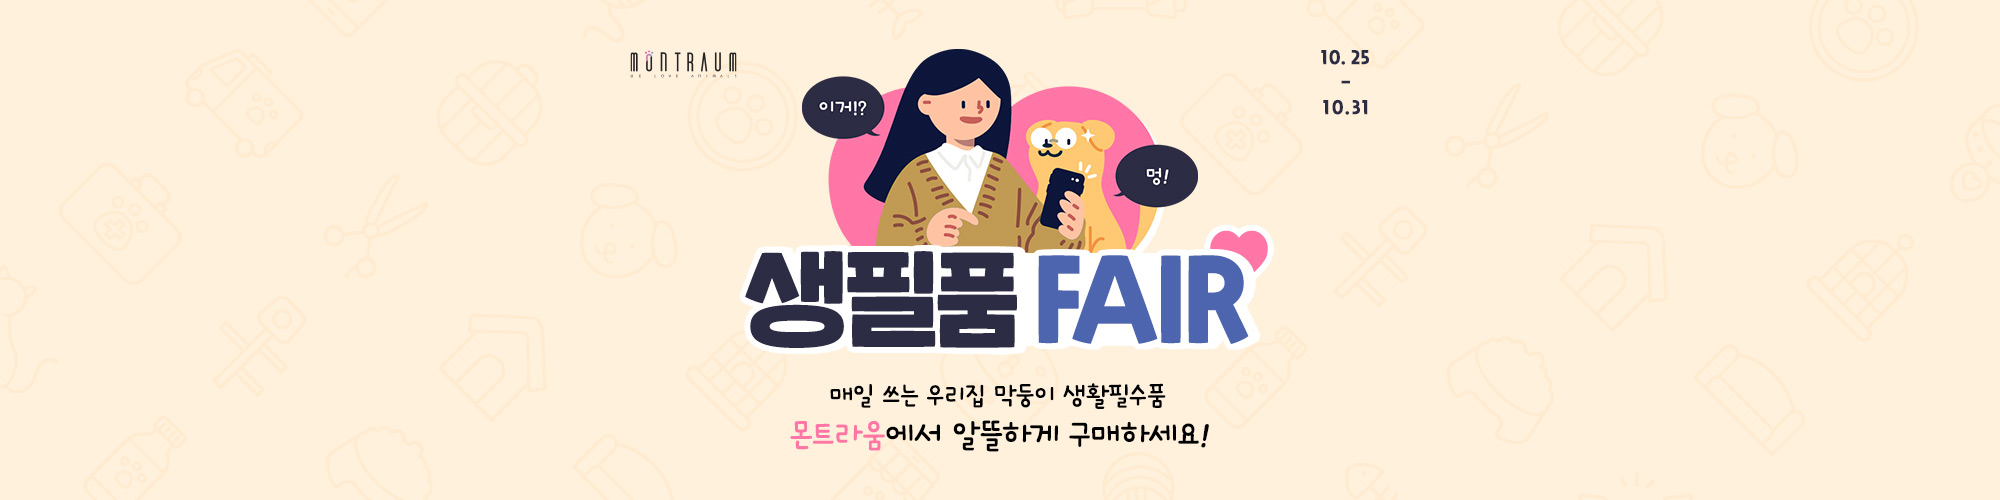 MONTRAUM
WE LOVE ANIMALS
10. 25
-
10.31
이거!?
멍!
생필품 FAIR
매일 쓰는 우리집 막둥이 생활필수품
몬트라움에서 알뜰하게 구매하세요!